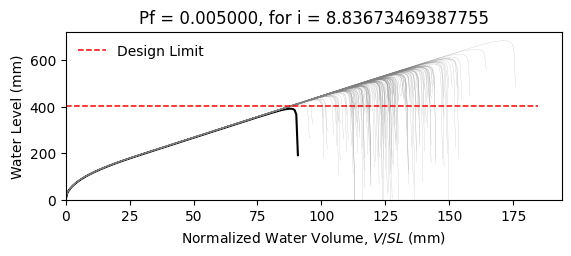 Pf = 0.005000, for i = 8.83673469387755
Design Limit
Water Level (mm)
600
400
200
0
0 25 50 75 100 125 150 175
Normalized Water Volume, V/SL (mm)